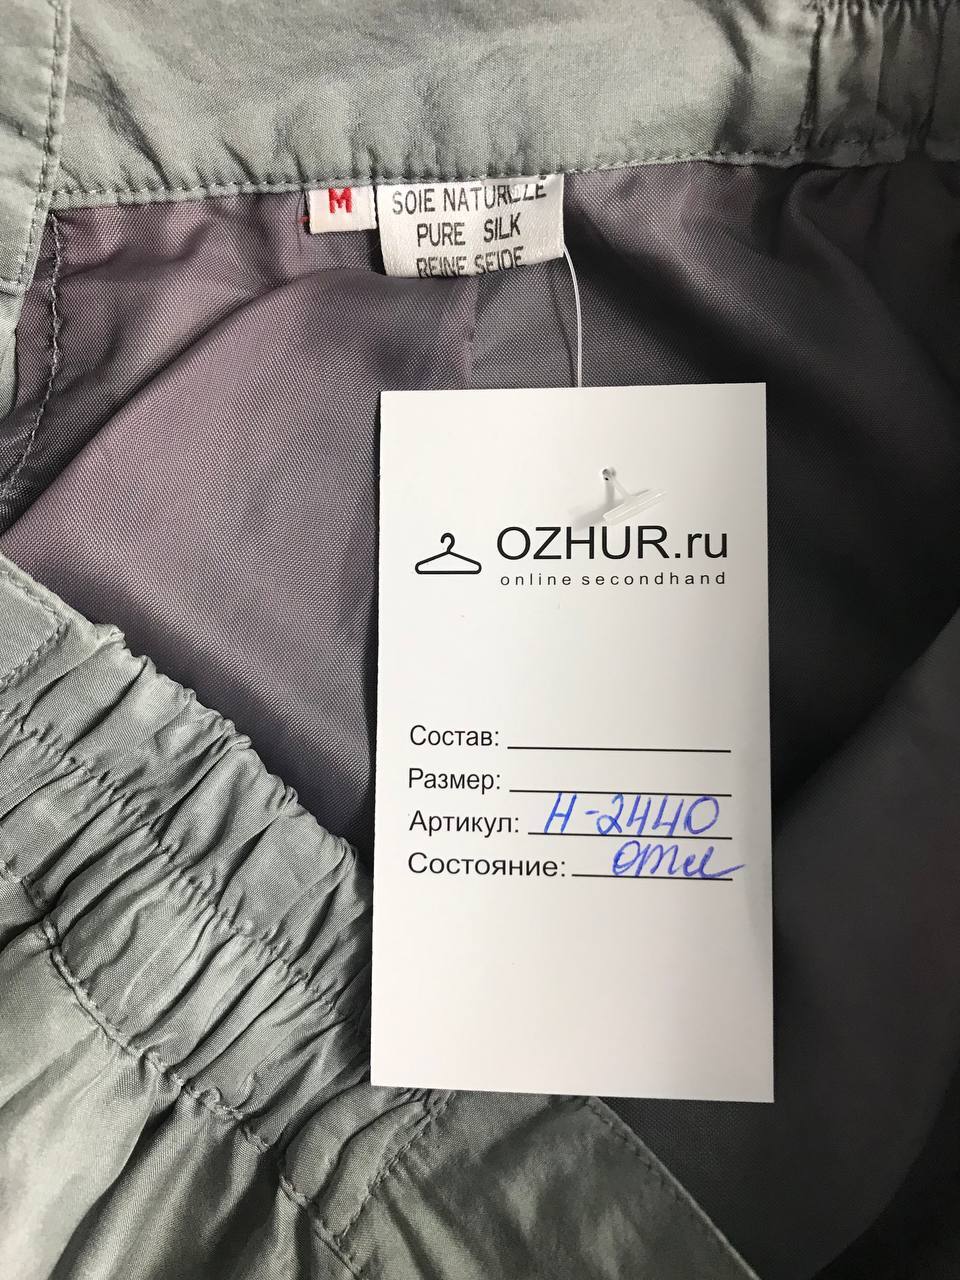 M
SOIE NATURELLE
PURE SILK
REINE SEIDE
OZHUR.ru
online secondhand
Состав:
Размер:
Артикул: Н-2440
Состояние: отл